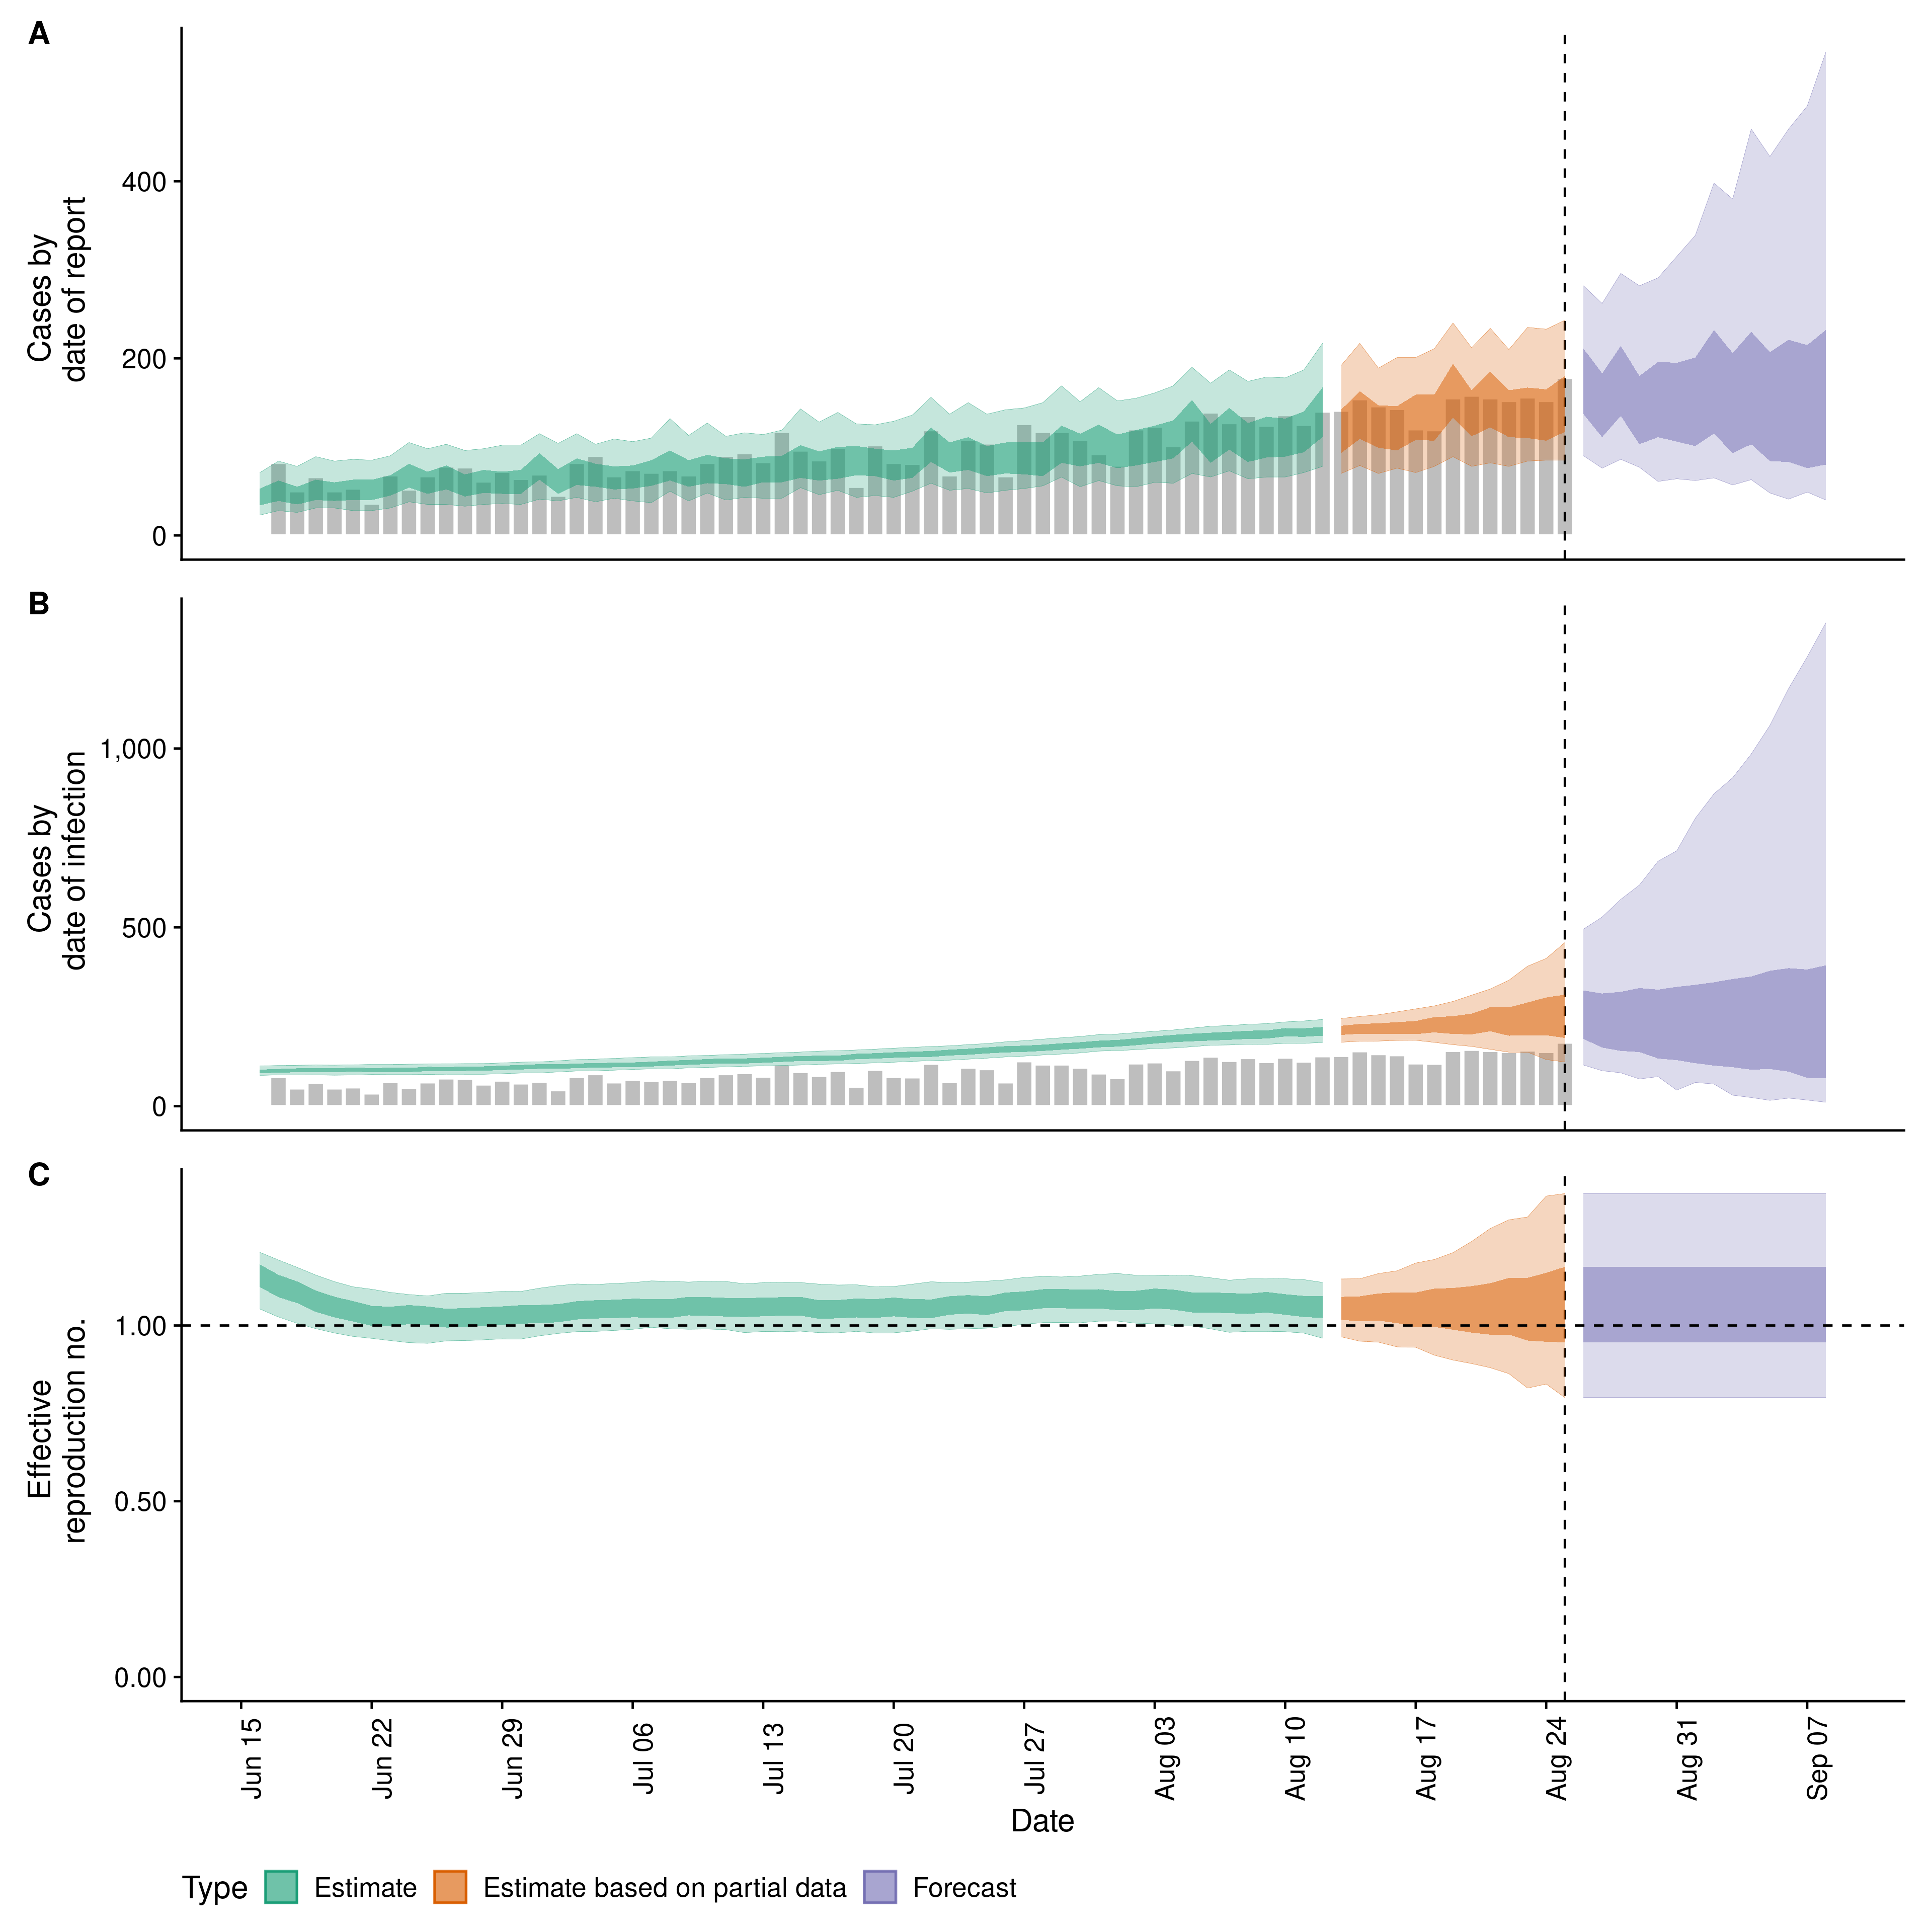 A
Cases by
date of report
400
200
0
B
Cases by
date of infection
1,000
500
0
C
Effective
reproduction no.
1.00
0.50
0.00
Jun 15
Jun 22
Jun 29
Jul 06
Jul 13
Jul 20
Jul 27
Aug 03
Aug 10
Aug 17
Aug 24
Aug 31
Sep 07
Date
Type Estimate Estimate based on partial data Forecast